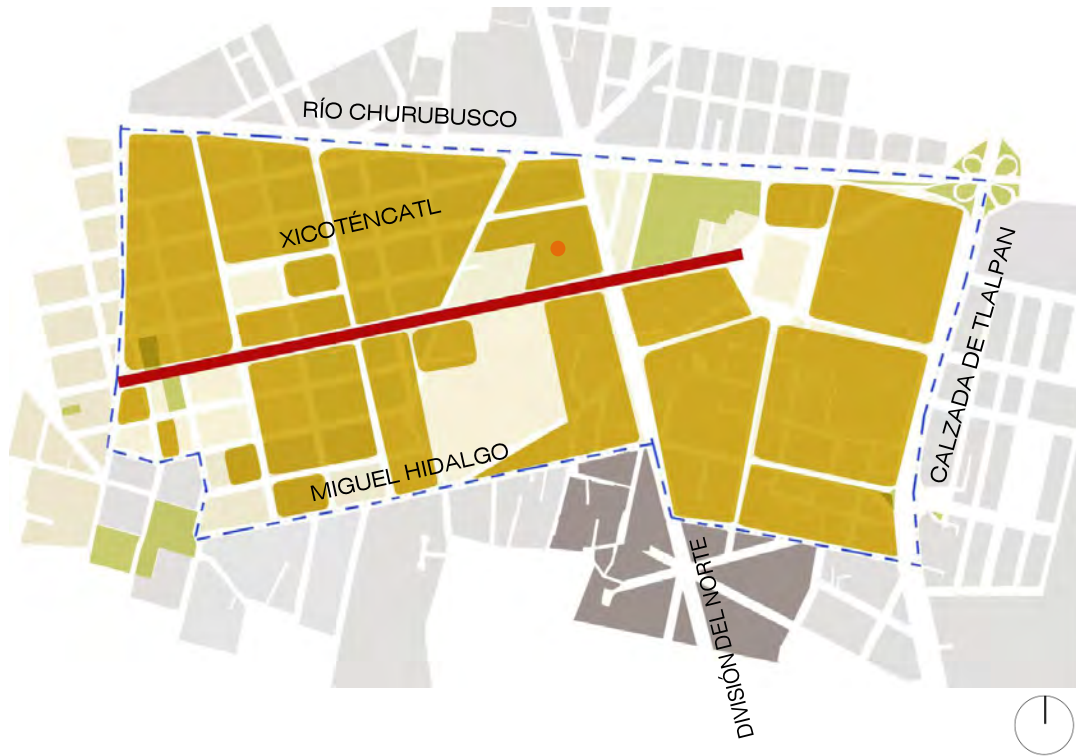 RÍO CHURUBUSCO
XICOTÉNCATL
CALZADA DE TLALPAN
MIGUEL HIDALGO
DIVISIÓN DEL NORTE